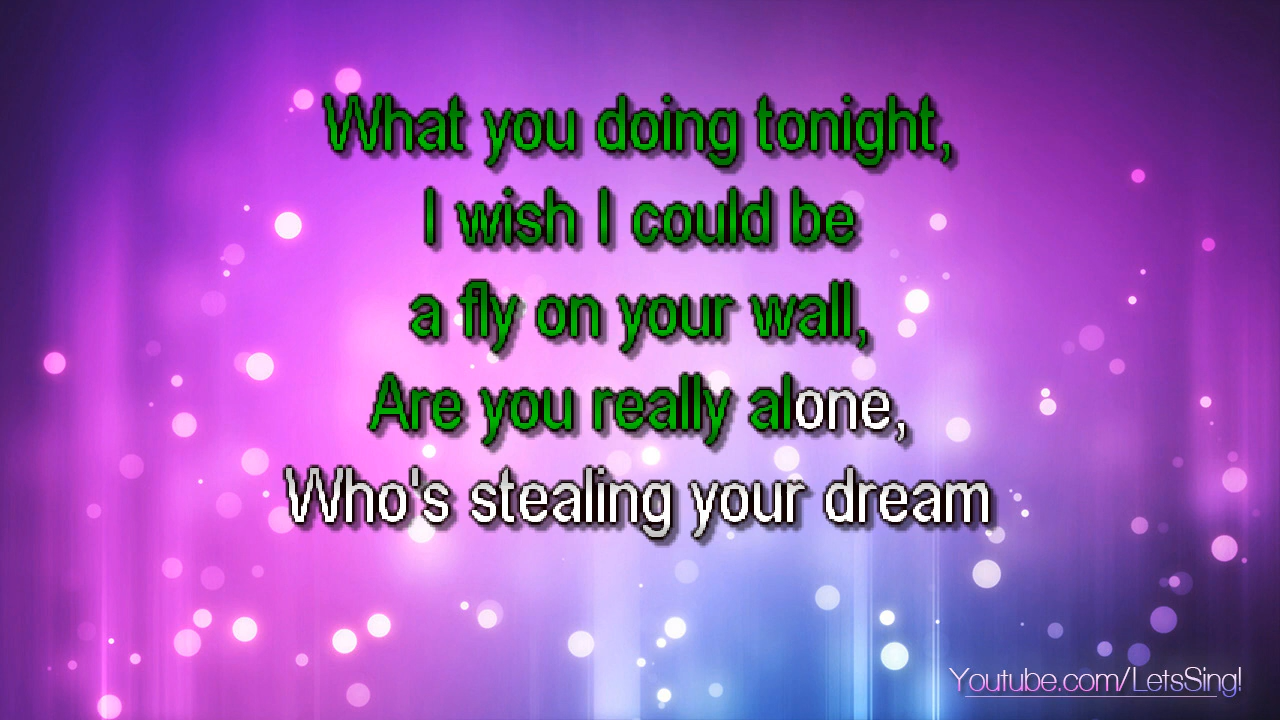 What you doing tonight,
I wish I could be
a fly on your wall,
Are you really alone,
Who's stealing your dream
Youtube.com/LetsSing!